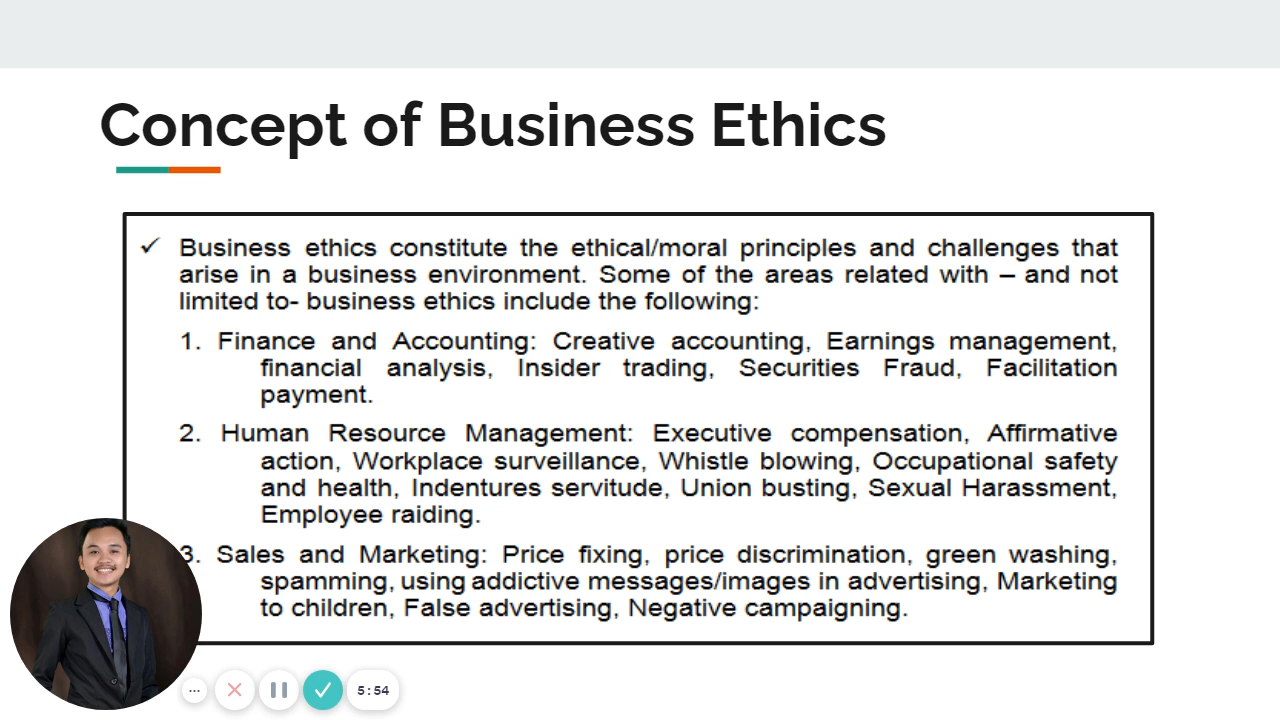 Concept of Business Ethics
✓ Business ethics constitute the ethical/moral principles and challenges that
arise in a business environment. Some of the areas related with – and not
limited to- business ethics include the following:
1. Finance and Accounting: Creative accounting, Earnings management,
financial analysis, Insider trading, Securities Fraud, Facilitation
payment.
2. Human Resource Management: Executive compensation, Affirmative
action, Workplace surveillance, Whistle blowing, Occupational safety
and health, Indentures servitude, Union busting, Sexual Harassment,
Employee raiding.
3. Sales and Marketing: Price fixing, price discrimination, green washing,
spamming, using addictive messages/images in advertising, Marketing
to children, False advertising, Negative campaigning.
5:54